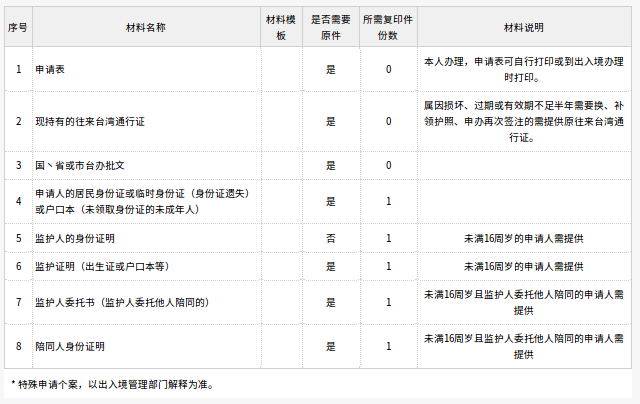 序号 材料名称 材料模板 是否需要原件 所需复印件份数 材料说明
1 申请表 是 0 本人办理，申请表可自行打印或到出入境办理时打印。
2 现持有的往来台湾通行证 是 0 属因损坏、过期或有效期不足半年需要换、补领护照、申办再次签注的需提供原往来台湾通行证。
3 国丶省或市台办批文 是 0
4 申请人的居民身份证或临时身份证（身份证遗失）或户口本（未领取身份证的未成年人） 是 1
5 监护人的身份证明 否 1 未满16周岁的申请人需提供
6 监护证明（出生证或户口本等） 是 1 未满16周岁的申请人需提供
7 监护人委托书（监护人委托他人陪同的） 是 1 未满16周岁且监护人委托他人陪同的申请人需提供
8 陪同人身份证明 是 1 未满16周岁且监护人委托他人陪同的申请人需提供
* 特殊申请个案，以出入境管理部门解释为准。